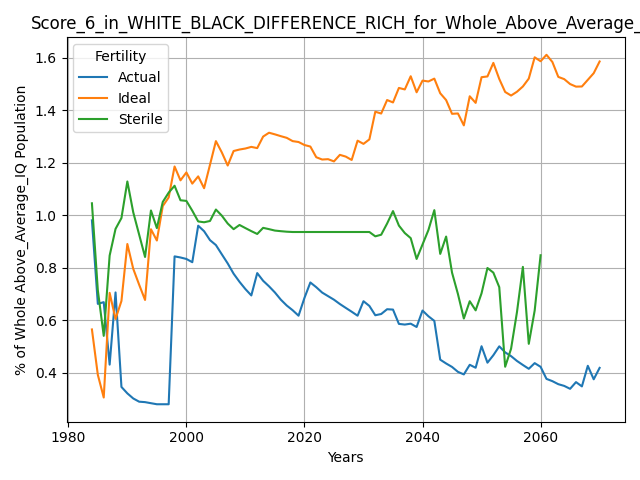 Score_6_in_WHITE_BLACK_DIFFERENCE_RICH_for_Whole_Above_Average_
Fertility
Actual
Ideal
Sterile
% of Whole Above_Average_IQ Population
1.6
1.4
1.2
1.0
0.8
0.6
0.4
1980
2000
2020
2040
2060
Years